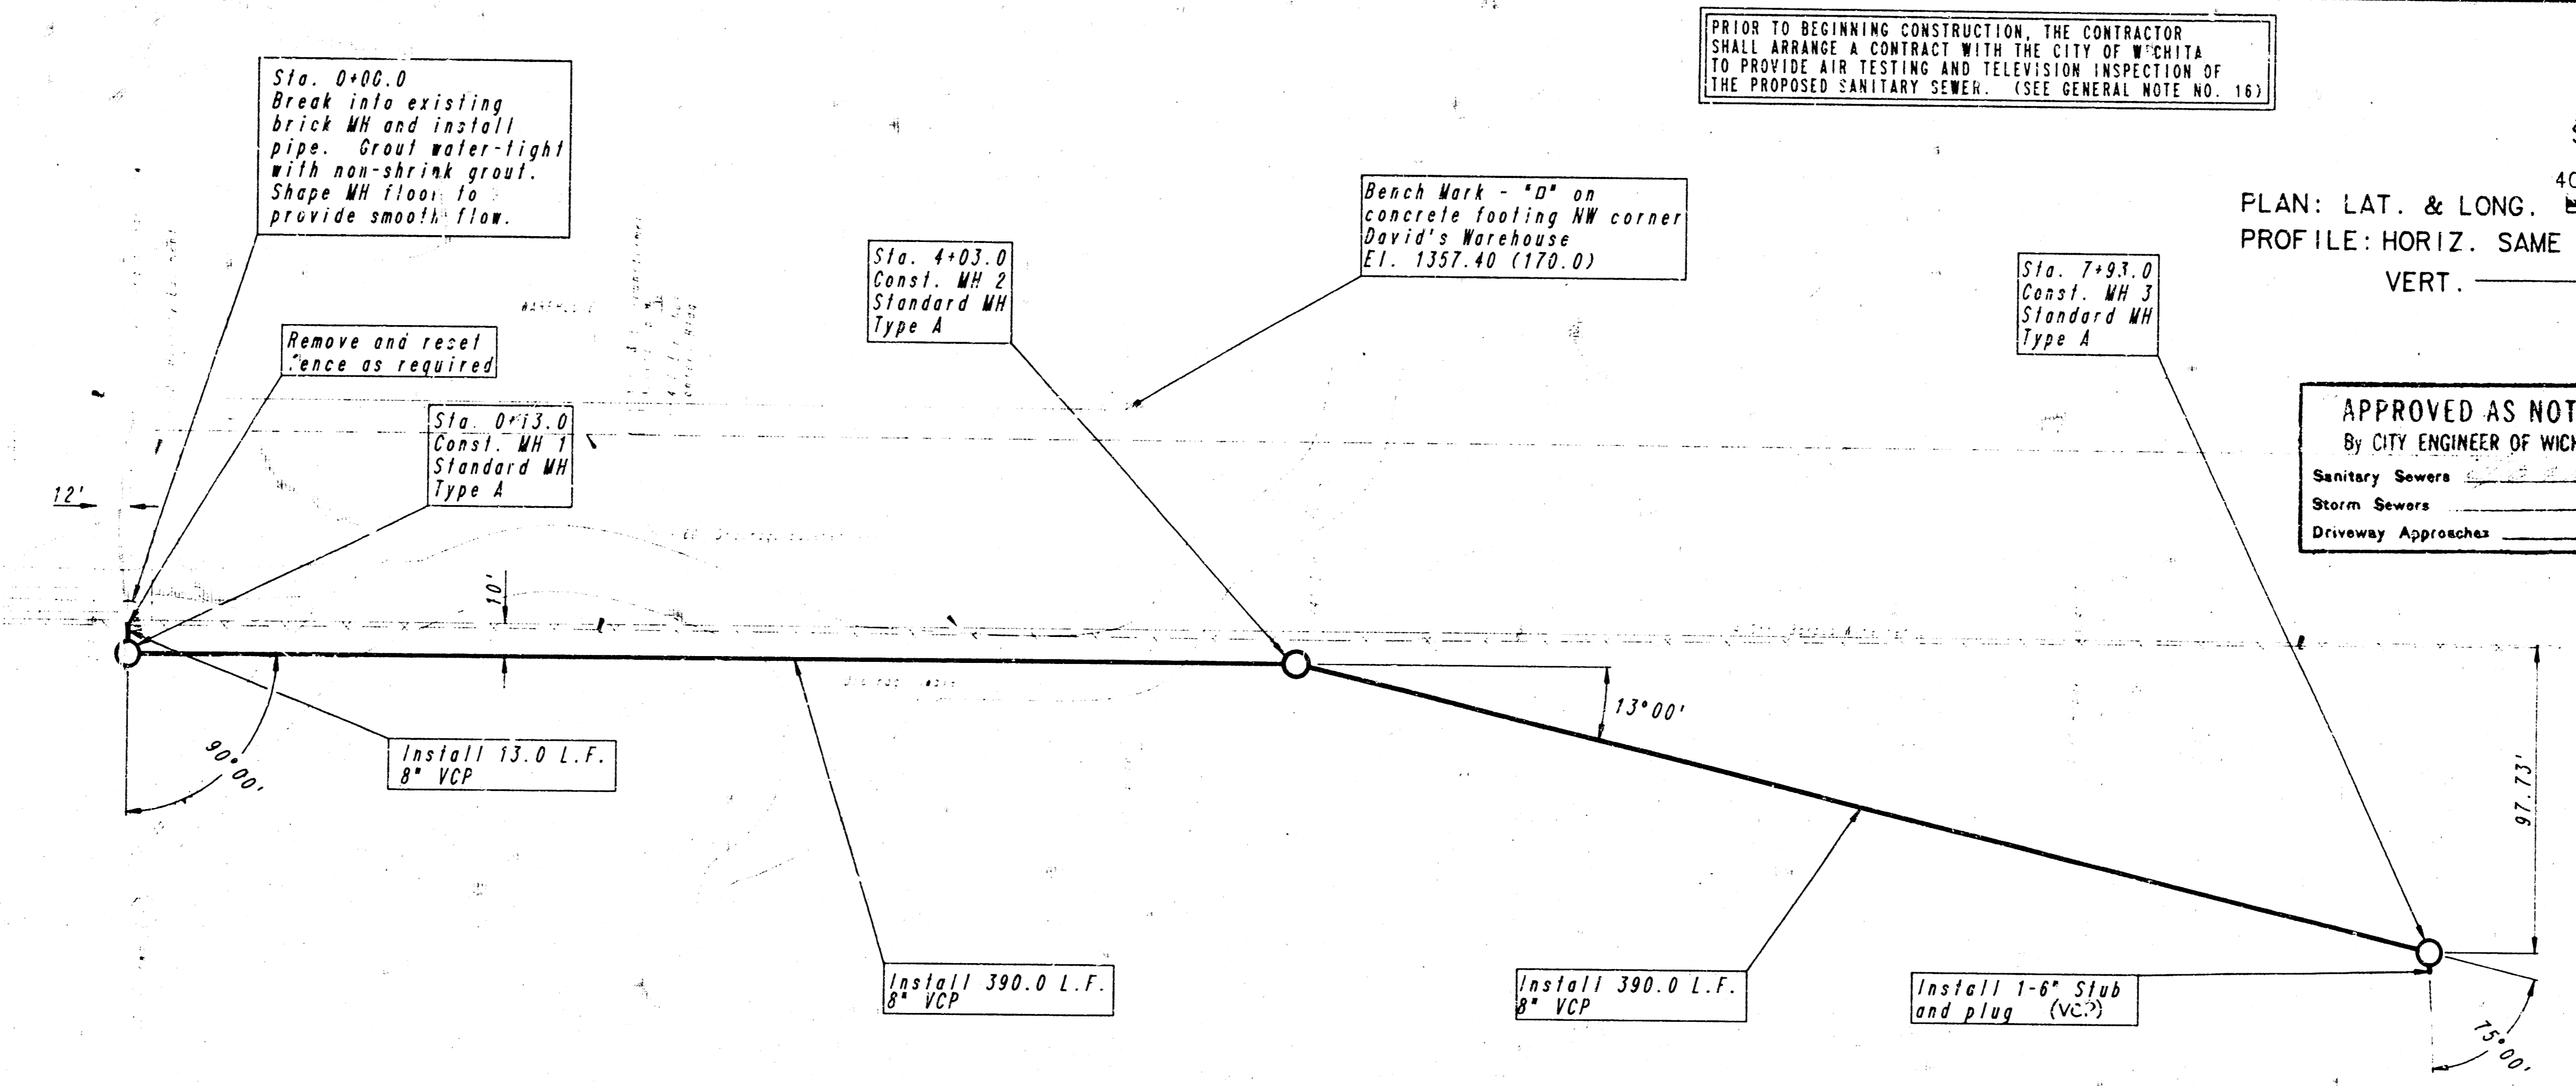 PRIOR TO BEGINNING CONSTRUCTION, THE CONTRACTOR
SHALL ARRANGE A CONTRACT WITH THE CITY OF WICHITA
TO PROVIDE AIR TESTING AND TELEVISION INSPECTION OF
THE PROPOSED SANITARY SEWER. (SEE GENERAL NOTE NO. 16)
Sta. 0+00.0
Break into existing
brick MH and install
pipe. Grout water-tight
with non-shrink grout.
Shape MH floor to
provide smooth flow.
Bench Mark - "□" on
concrete footing NW corner
David's Warehouse
El. 1357.40 (170.0)
Sta. 4+03.0
Const. MH 2
Standard MH
Type A
Sta. 7+93.0
Const. MH 3
Standard MH
Type A
40
PLAN: LAT. & LONG.
PROFILE: HORIZ. SAME
VERT.
Remove and reset
fence as required
Sta. 0+13.0
Const. MH 1
Standard MH
Type A
APPROVED AS NOT
By CITY ENGINEER OF WICH
Sanitary Sewers
Storm Sewers
Driveway Approaches
12'
10'
13°00'
90°00'
97.73'
Install 13.0 L.F.
8" VCP
Install 390.0 L.F.
8" VCP
Install 390.0 L.F.
8" VCP
Install 1-6" Stub
and plug (VCP)
75°00'